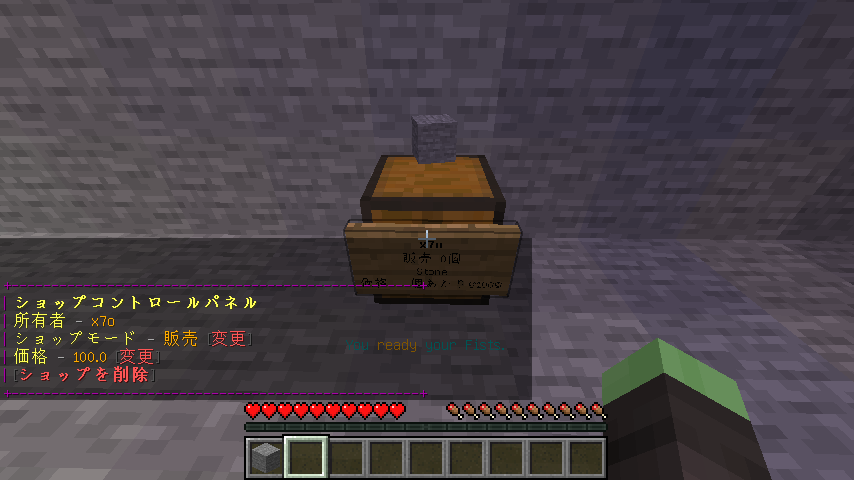 x7o
販売 0個
Stone
ショップコントロールパネル
所有者 - x7o
ショップモード - 販売 [変更]
価格 - 100.0 [変更]
[ショップを削除]
You ready your Fists.